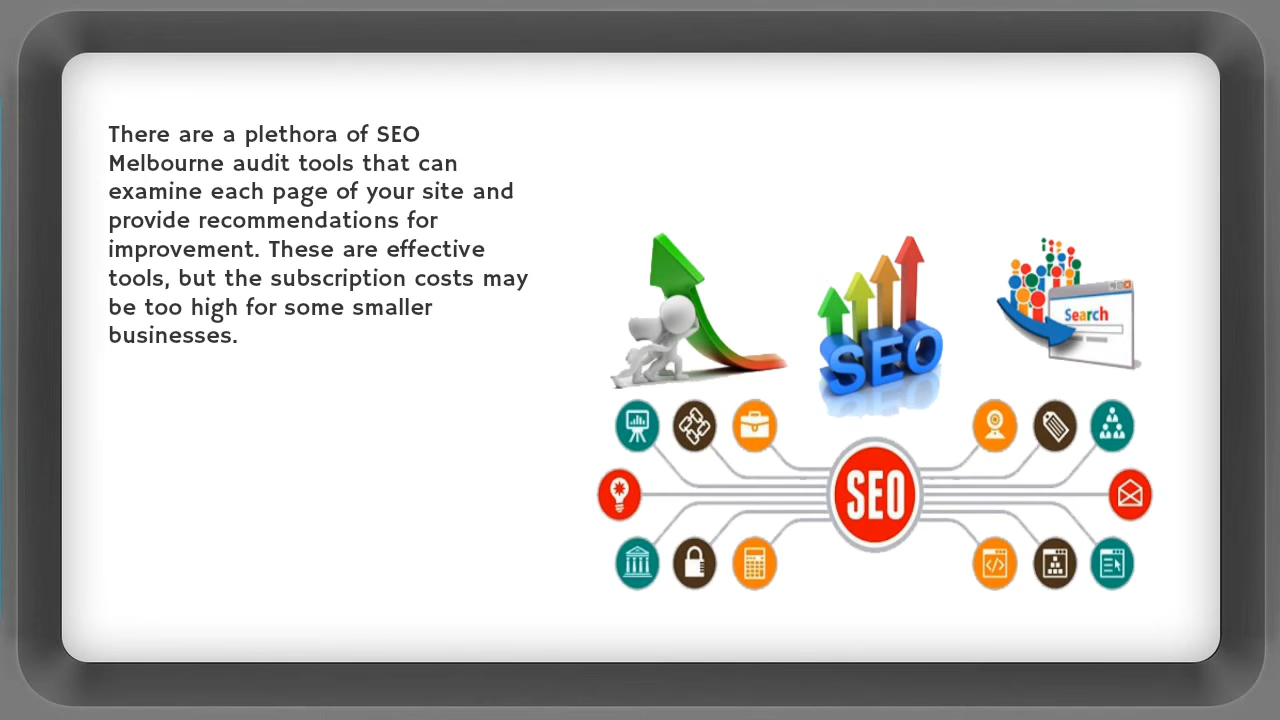 There are a plethora of SEO
Melbourne audit tools that can
examine each page of your site and
provide recommendations for
improvement. These are effective
tools, but the subscription costs may
be too high for some smaller
businesses.
SEO
Search
SEO